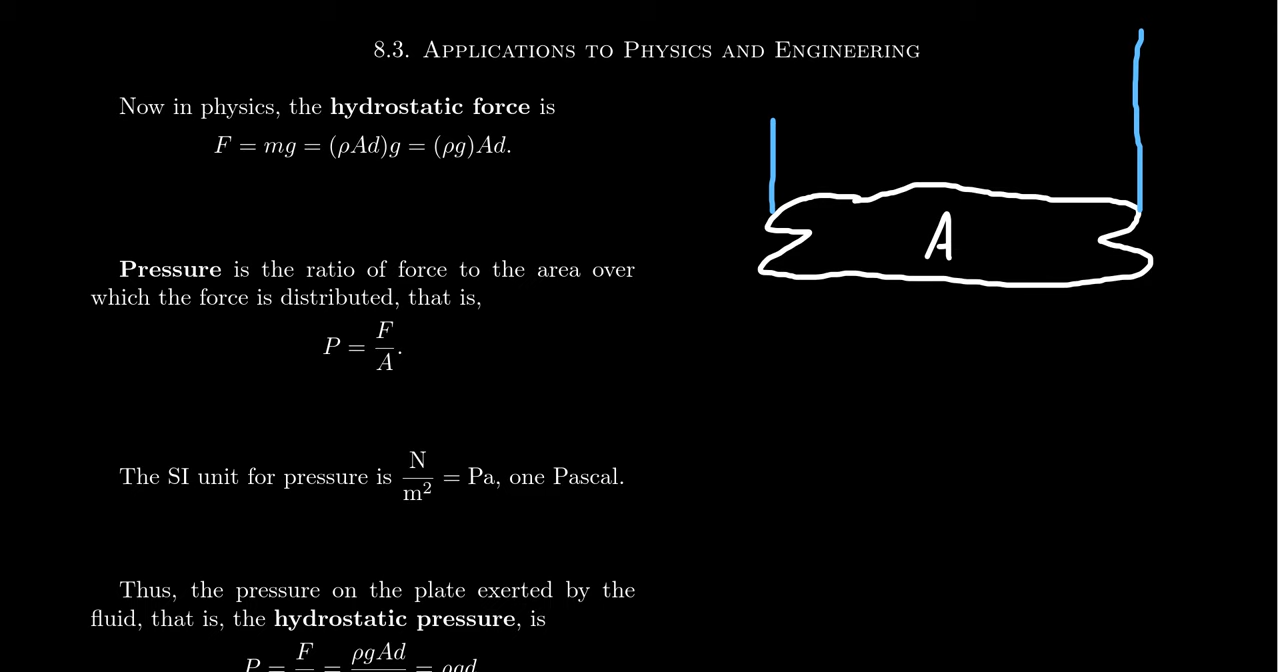 8.3. Applications to Physics and Engineering
Now in physics, the hydrostatic force is
F = mg = (ρAd)g = (ρg)Ad.
A
Pressure is the ratio of force to the area over
which the force is distributed, that is,
P = F/A.
The SI unit for pressure is N/m² = Pa, one Pascal.
Thus, the pressure on the plate exerted by the
fluid, that is, the hydrostatic pressure, is
P = F = ρgAd = ρgd